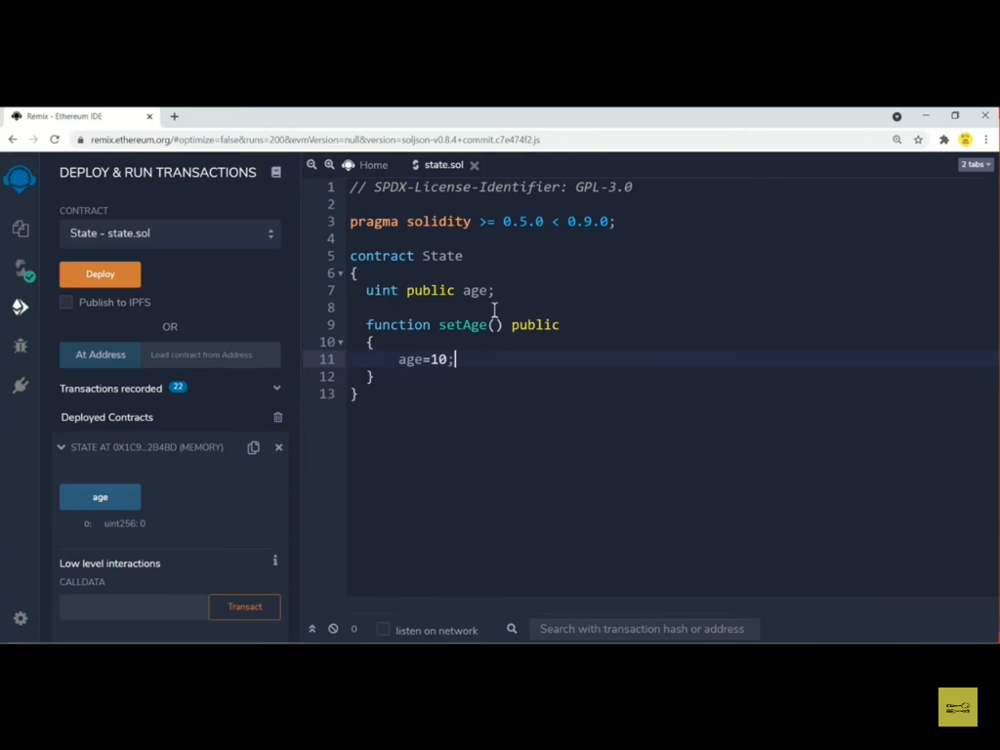 Remix - Ethereum IDE
remix.ethereum.org/#optimize=false&runs=200&evmVersion=null&version=soljson-v0.8.4+commit.c7e474f2.js
DEPLOY & RUN TRANSACTIONS
CONTRACT
State - state.sol
Deploy
Publish to IPFS
OR
At Address Load contract from Address
Transactions recorded 22
Deployed Contracts
STATE AT 0X1C9...2B4BD (MEMORY)
age
0: uint256: 0
Low level interactions
CALLDATA
Transact
Home state.sol 2 tabs
1 // SPDX-License-Identifier: GPL-3.0
2
3 pragma solidity >= 0.5.0 < 0.9.0;
4
5 contract State
6 {
7 uint public age;
8
9 function setAge() public
10 {
11 age=10;
12 }
13 }
0 listen on network Search with transaction hash or address